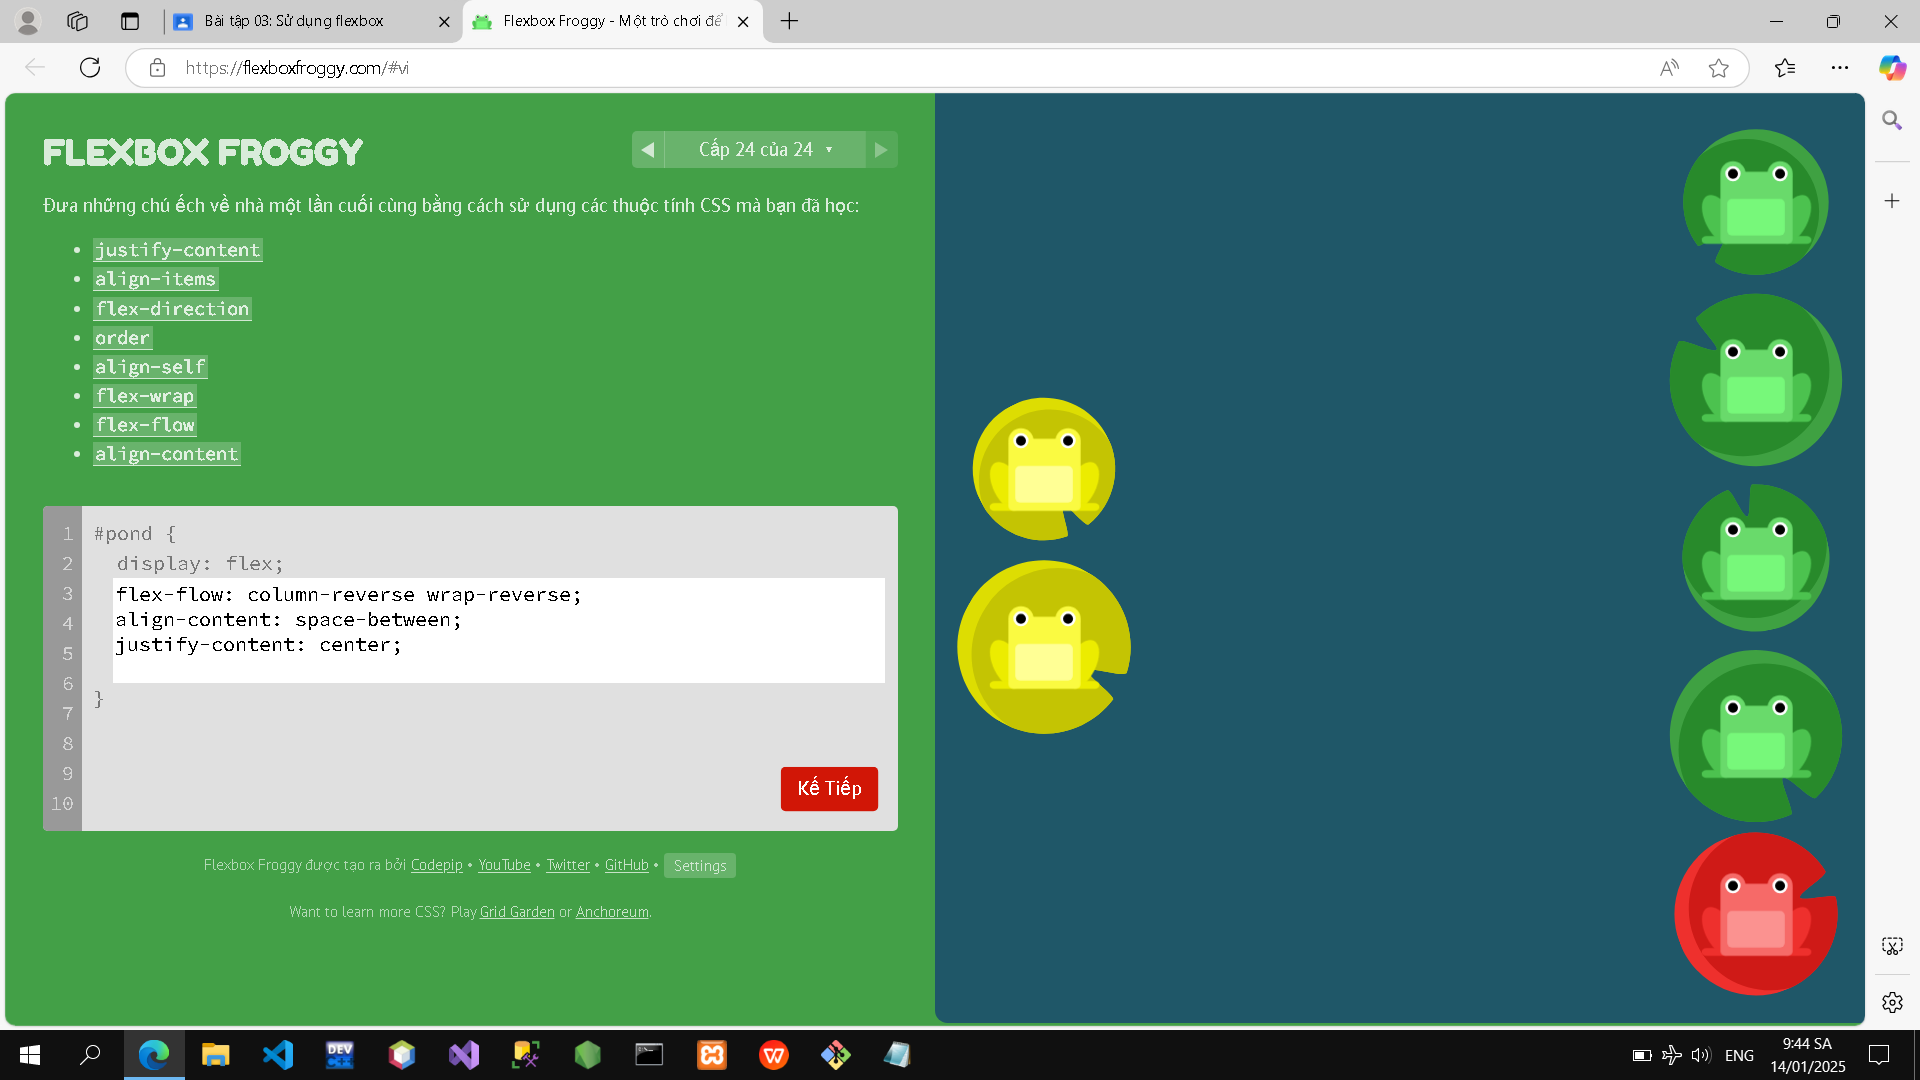 Bài tập 03: Sử dụng flexbox
Flexbox Froggy - Một trò chơi để
https://flexboxfroggy.com/#vi
FLEXBOX FROGGY
Cấp 24 của 24
Đưa những chú ếch về nhà một lần cuối cùng bằng cách sử dụng các thuộc tính CSS mà bạn đã học:
justify-content
align-items
flex-direction
order
align-self
flex-wrap
flex-flow
align-content
1 #pond {
2 display: flex;
3 flex-flow: column-reverse wrap-reverse;
4 align-content: space-between;
5 justify-content: center;
6 }
7
8
9
10
Kế Tiếp
Flexbox Froggy được tạo ra bởi Codepip • YouTube • Twitter • GitHub • Settings
Want to learn more CSS? Play Grid Garden or Anchoreum.
DEV C++
ENG
9:44 SA
14/01/2025